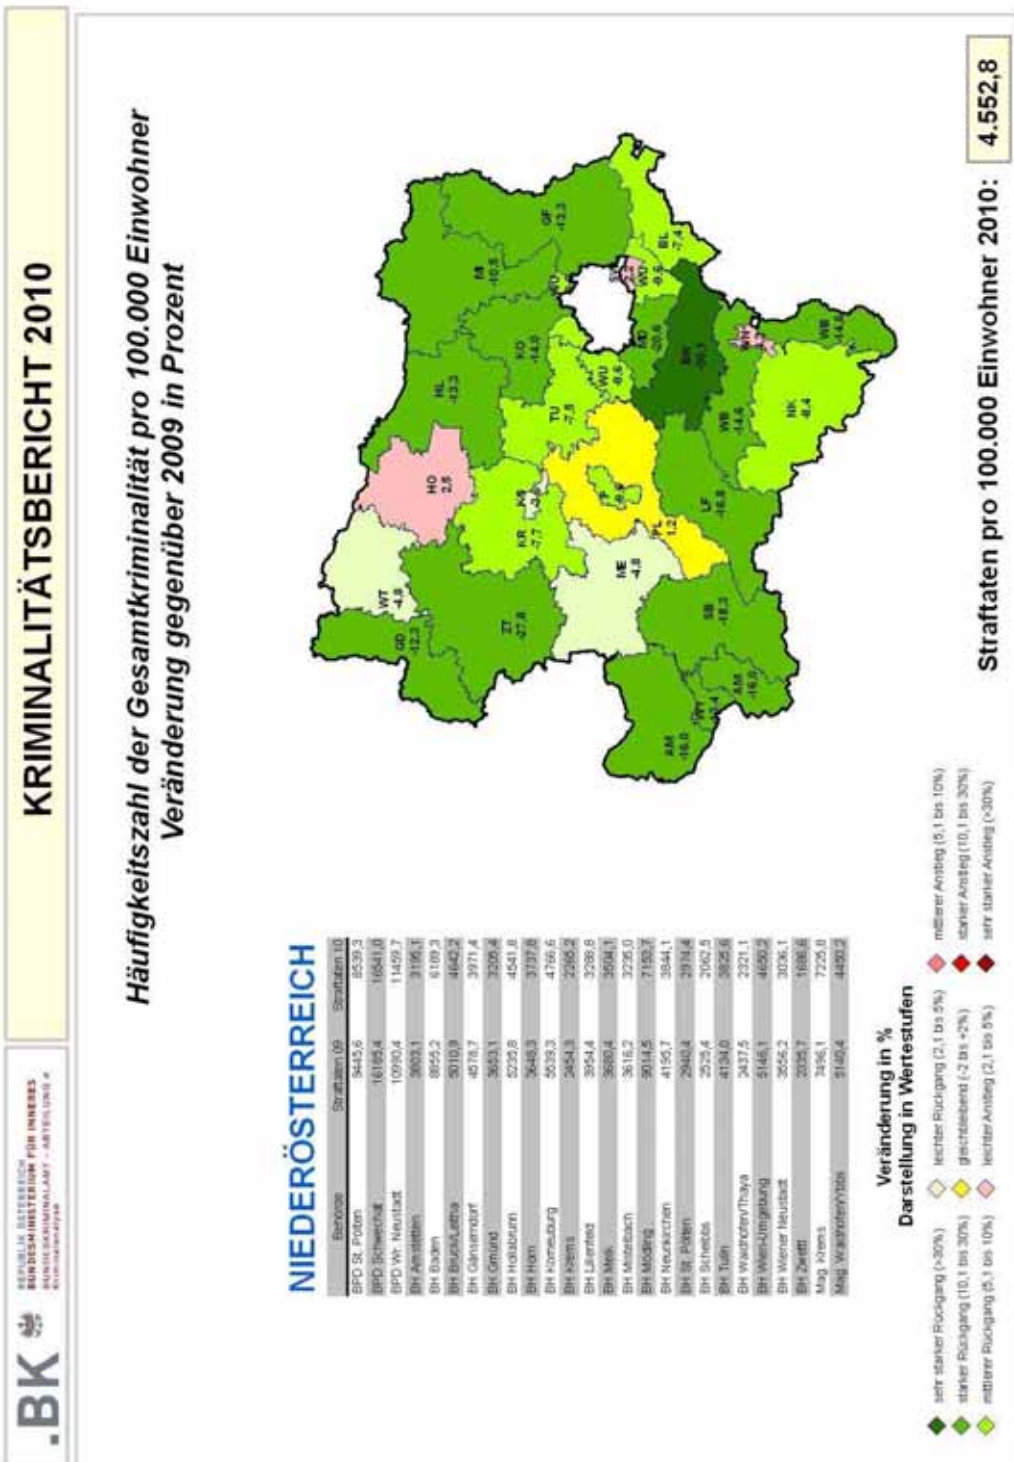 .BK
REPUBLIK ÖSTERREICH
BUNDESMINISTERIUM FÜR INNERES
BUNDESKRIMINALAMT - ABTEILUNG 4
Kriminalanalyse
KRIMINALITÄTSBERICHT 2010
Häufigkeitszahl der Gesamtkriminalität pro 100.000 Einwohner
Veränderung gegenüber 2009 in Prozent
NIEDERÖSTERREICH
Behörde Straftaten 09 Straftaten 10
BPD St. Pölten 9445,6 8539,3
BPD Schwechat 16185,4 16541,0
BPD Wr. Neustadt 10990,4 11459,7
BH Amstetten 3803,1 3195,1
BH Baden 8855,2 6189,3
BH Bruck/Leitha 5010,9 4642,2
BH Gänserndorf 4578,7 3971,4
BH Gmünd 3653,1 3205,4
BH Hollabrunn 5235,8 4541,8
BH Horn 3648,3 3737,8
BH Korneuburg 5539,3 4766,6
BH Krems 2454,3 2265,2
BH Lilienfeld 3954,4 3288,8
BH Melk 3680,4 3504,1
BH Mistelbach 3616,2 3235,0
BH Mödling 9014,5 7153,7
BH Neunkirchen 4195,7 3844,1
BH St. Pölten 2940,4 2974,4
BH Scheibbs 2525,4 2062,5
BH Tulln 4134,0 3825,6
BH Waidhofen/Thaya 2437,5 2321,1
BH Wien-Umgebung 5146,1 4650,2
BH Wiener Neustadt 3556,2 3036,1
BH Zwettl 2335,7 1686,6
Mag. Krems 7496,1 7225,8
Mag. Waidhofen/Ybbs 5140,4 4450,2
GD
-12,3
WT
-4,8
HO
2,5
HL
-13,3
MI
-10,5
ZT
-27,8
KR
-7,7
KS
TU
-7,5
KO
-14,0
GF
-13,3
WU
-9,6
ME
-4,8
PL
1,2
MD
-20,6
WU
-9,6
BL
-7,4
AM
-16,0
AM
-16,0
SB
-18,3
LF
-16,8
WB
-14,6
NK
-8,4
WB
-14,6
Veränderung in %
Darstellung in Wertestufen
sehr starker Rückgang (>30%)
starker Rückgang (10,1 bis 30%)
mittlerer Rückgang (5,1 bis 10%)
leichter Rückgang (2,1 bis 5%)
gleichbleibend (-2 bis +2%)
leichter Anstieg (2,1 bis 5%)
mittlerer Anstieg (5,1 bis 10%)
starker Anstieg (10,1 bis 30%)
sehr starker Anstieg (>30%)
Straftaten pro 100.000 Einwohner 2010: 4.552,8